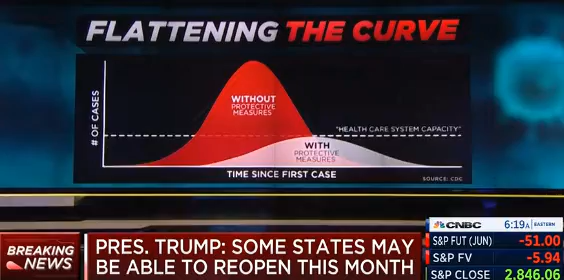 FLATTENING THE CURVE
# OF CASES
WITHOUT
PROTECTIVE
MEASURES
"HEALTH CARE SYSTEM CAPACITY"
WITH
PROTECTIVE
MEASURES
TIME SINCE FIRST CASE
SOURCE: CDC
CNBC 6:19A EASTERN
S&P FUT (JUN) -51.00
S&P FV -5.94
S&P CLOSE 2,846.06
BREAKING
NEWS
PRES. TRUMP: SOME STATES MAY
BE ABLE TO REOPEN THIS MONTH